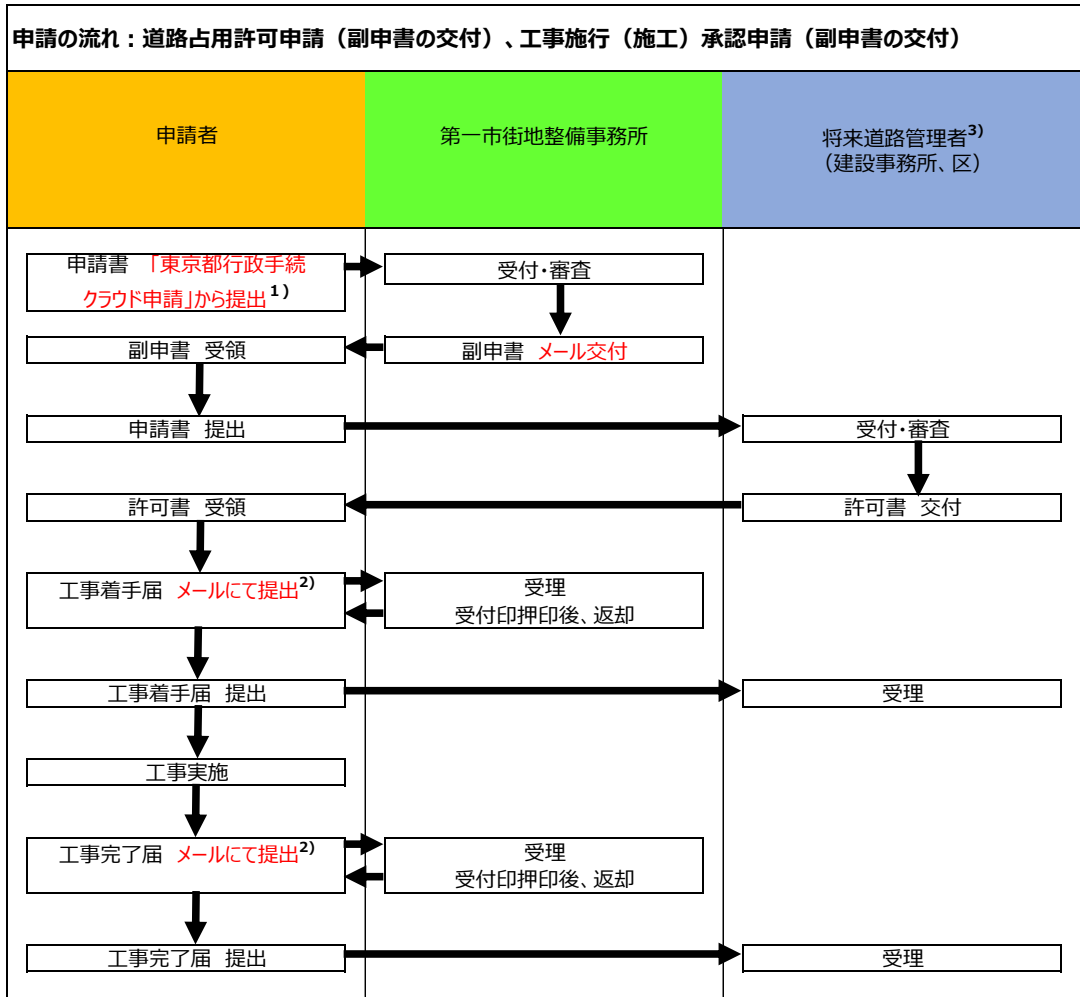 申請の流れ：道路占用許可申請（副申書の交付）、工事施行（施工）承認申請（副申書の交付）
申請者
第一市街地整備事務所
将来道路管理者3)
（建設事務所、区）
申請書　「東京都行政手続
クラウド申請」から提出1)
受付・審査
副申書　受領
副申書　メール交付
申請書　提出
受付・審査
許可書　受領
許可書　交付
工事着手届　メールにて提出2)
受理
受付印押印後、返却
工事着手届　提出
受理
工事実施
工事完了届　メールにて提出2)
受理
受付印押印後、返却
工事完了届　提出
受理